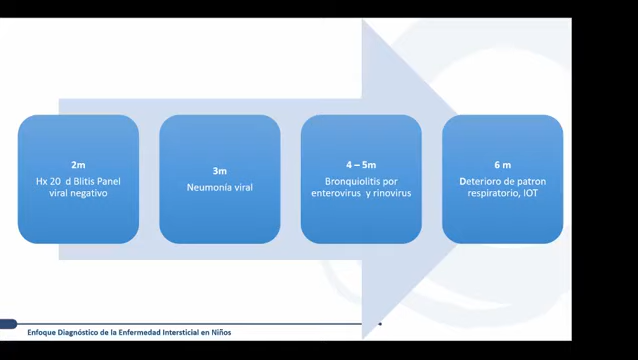 2m
Hx 20 d Blitis Panel
viral negativo
3m
Neumonía viral
4 – 5m
Bronquiolitis por
enterovirus y rinovirus
6 m
Deterioro de patron
respiratorio, IOT
Enfoque Diagnóstico de la Enfermedad Intersticial en Niños